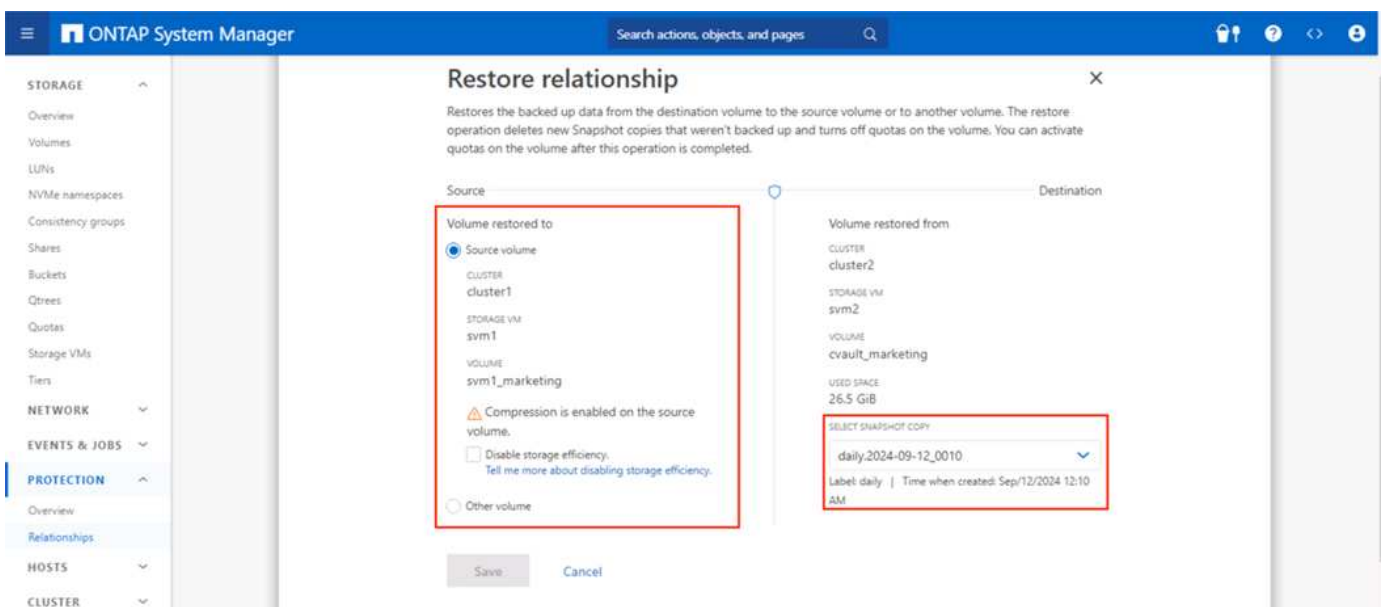 ONTAP System Manager
Search actions, objects, and pages
STORAGE
Overview
Volumes
LUNs
NVMe namespaces
Consistency groups
Shares
Buckets
Qtrees
Quotas
Storage VMs
Tiers
NETWORK
EVENTS & JOBS
PROTECTION
Overview
Relationships
HOSTS
CLUSTER
Restore relationship
Restores the backed up data from the destination volume to the source volume or to another volume. The restore
operation deletes new Snapshot copies that weren't backed up and turns off quotas on the volume. You can activate
quotas on the volume after this operation is completed.
Source
Destination
Volume restored to
Source volume
CLUSTER
cluster1
STORAGE VM
svm1
VOLUME
svm1_marketing
Compression is enabled on the source
volume.
Disable storage efficiency.
Tell me more about disabling storage efficiency.
Other volume
Volume restored from
CLUSTER
cluster2
STORAGE VM
svm2
VOLUME
cvault_marketing
USED SPACE
26.5 GiB
SELECT SNAPSHOT COPY
daily.2024-09-12_0010
Label: daily | Time when created: Sep/12/2024 12:10
AM
Save
Cancel